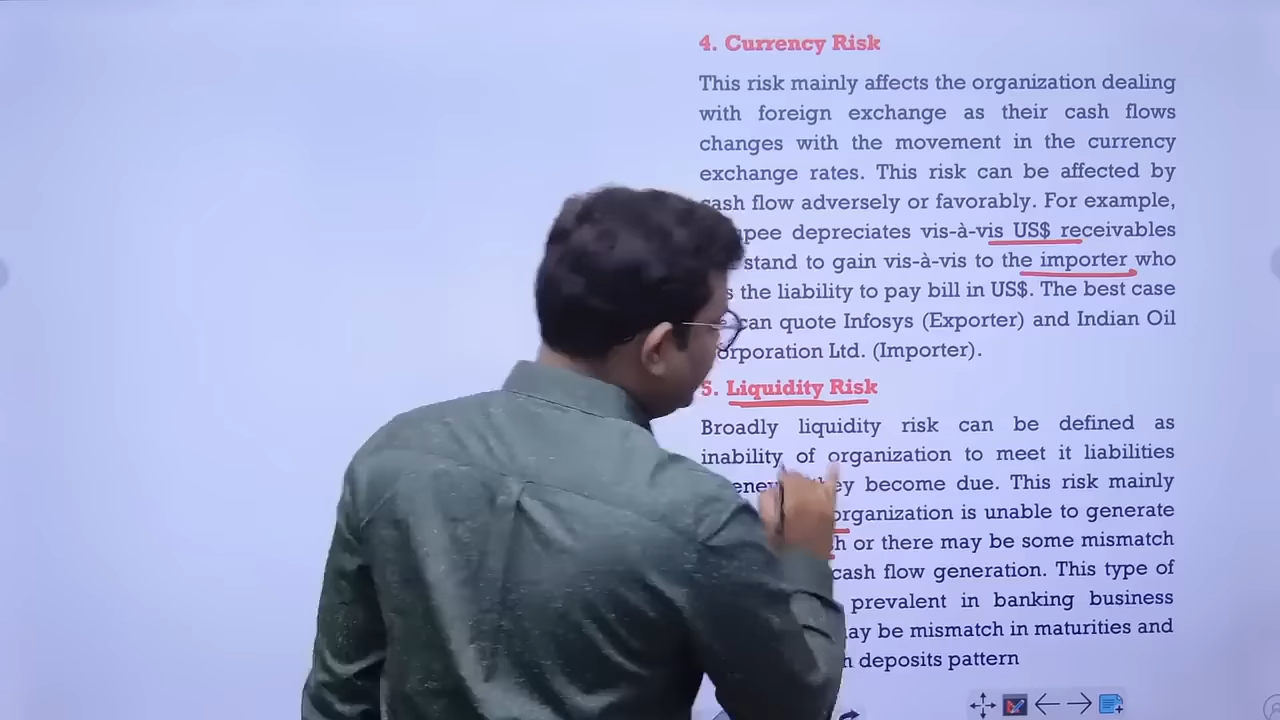 4. Currency Risk
This risk mainly affects the organization dealing
with foreign exchange as their cash flows
changes with the movement in the currency
exchange rates. This risk can be affected by
cash flow adversely or favorably. For example,
depreciates vis-à-vis US$ receivables
stand to gain vis-à-vis to the importer who
the liability to pay bill in US$. The best case
can quote Infosys (Exporter) and Indian Oil
Corporation Ltd. (Importer).
5. Liquidity Risk
Broadly liquidity risk can be defined as
inability of organization to meet it liabilities
they become due. This risk mainly
organization is unable to generate
or there may be some mismatch
cash flow generation. This type of
prevalent in banking business
may be mismatch in maturities and
deposits pattern